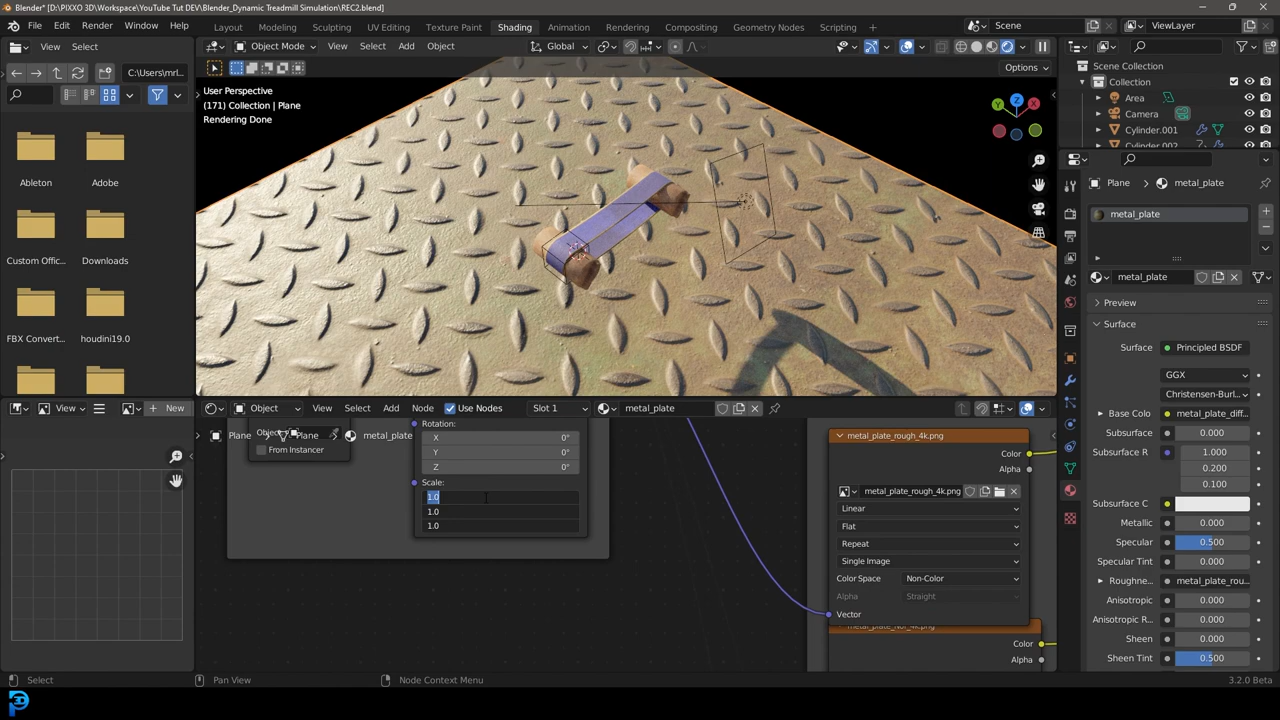 Blender* [D:\PIXXO 3D\Workspace\YouTube Tut DEV\Blender_Dynamic Treadmill Simulation\REC2.blend]
File Edit Render Window Help Layout Modeling Sculpting UV Editing Texture Paint Shading Animation Rendering Compositing Geometry Nodes Scripting Scene ViewLayer
View Select C:\Users\mrl... Object Mode View Select Add Object Global
Options
User Perspective
(171) Collection | Plane
Rendering Done
Ableton Adobe
Custom Offic... Downloads
FBX Convert... houdini19.0
Z
Y
X
Scene Collection
Collection
Area
Camera
Cylinder.001
Cylinder.002
Plane metal_plate
metal_plate
metal_plate
Preview
Surface
Surface Principled BSDF
GGX
Christensen-Burl...
Base Colo metal_plate_diff...
Subsurface 0.000
Subsurface R 1.000
0.200
0.100
Subsurface C
Metallic 0.000
Specular 0.500
Specular Tint 0.000
Roughne... metal_plate_rou...
Anisotropic 0.000
Anisotropic R... 0.000
Sheen 0.000
Sheen Tint 0.500
View New Object View Select Add Node Use Nodes Slot 1 metal_plate
Plane Plane metal_plate
Object
From Instancer
Rotation:
X 0°
Y 0°
Z 0°
Scale:
1.0
1.0
1.0
metal_plate_rough_4k.png
Color
Alpha
metal_plate_rough_4k.png
Linear
Flat
Repeat
Single Image
Color Space Non-Color
Alpha Straight
Vector
metal_plate_nor_4k.png
Color
Alpha
Select Pan View Node Context Menu 3.2.0 Beta